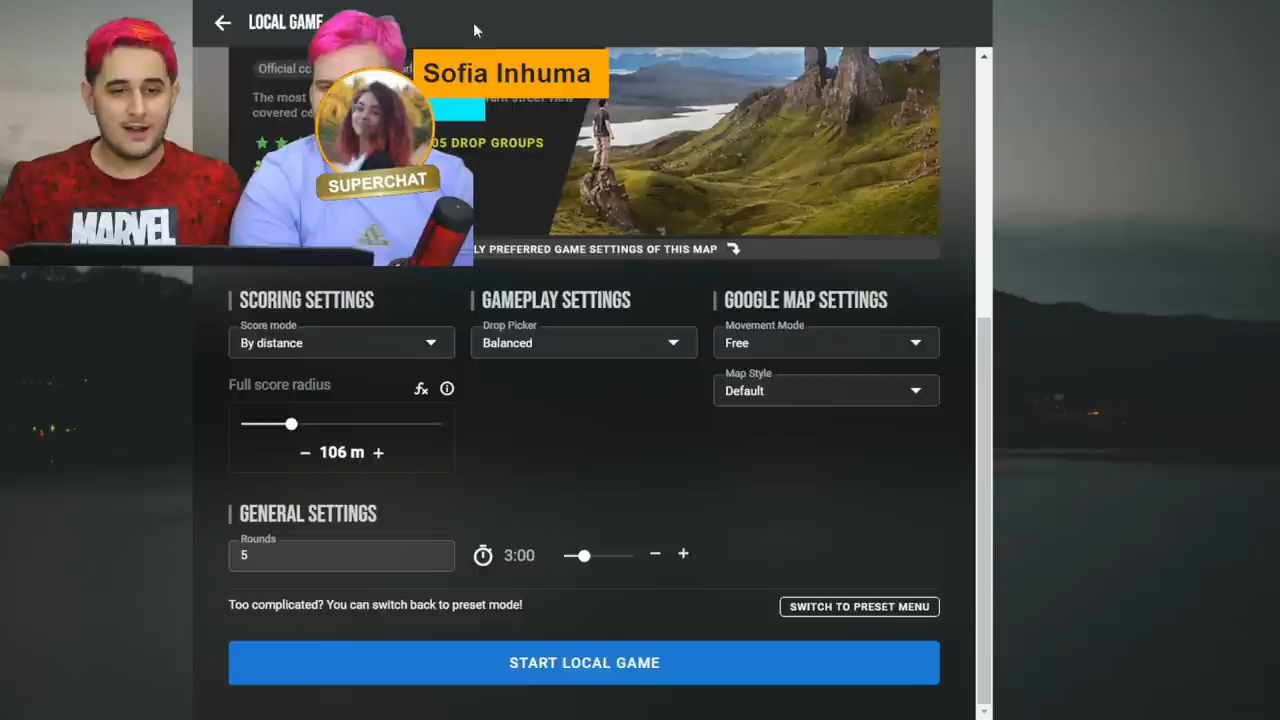 LOCAL GAME
Sofia Inhuma
Official
The most
covered
05 DROP GROUPS
SUPERCHAT
MARVEL
PREFERRED GAME SETTINGS OF THIS MAP
SCORING SETTINGS
GAMEPLAY SETTINGS
GOOGLE MAP SETTINGS
Score mode
By distance
Drop Picker
Balanced
Movement Mode
Free
Map Style
Default
Full score radius
fx
− 106 m +
GENERAL SETTINGS
Rounds
5
3:00
− +
Too complicated? You can switch back to preset mode!
SWITCH TO PRESET MENU
START LOCAL GAME